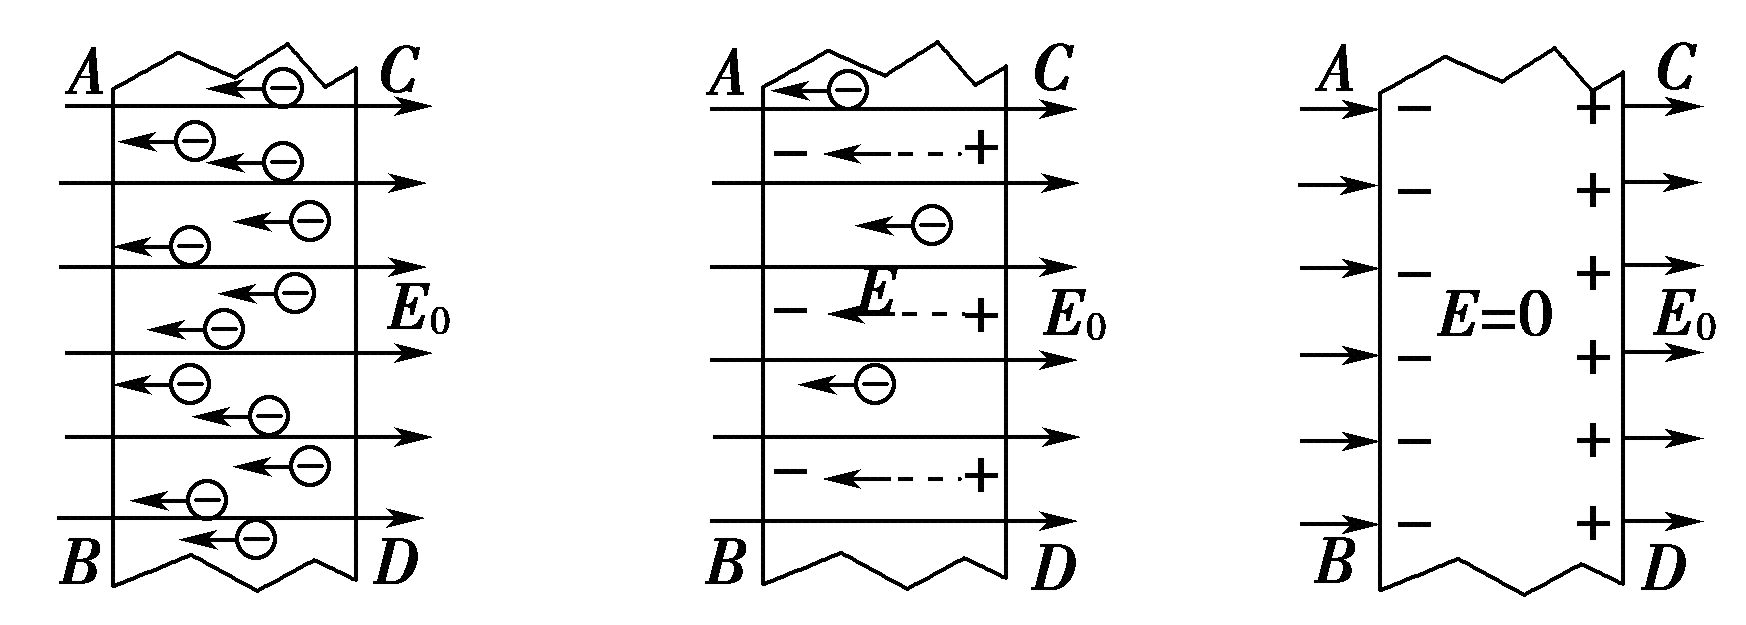 A C A C A C
E
E₀ E₀ E=0 E₀
B D B D B D